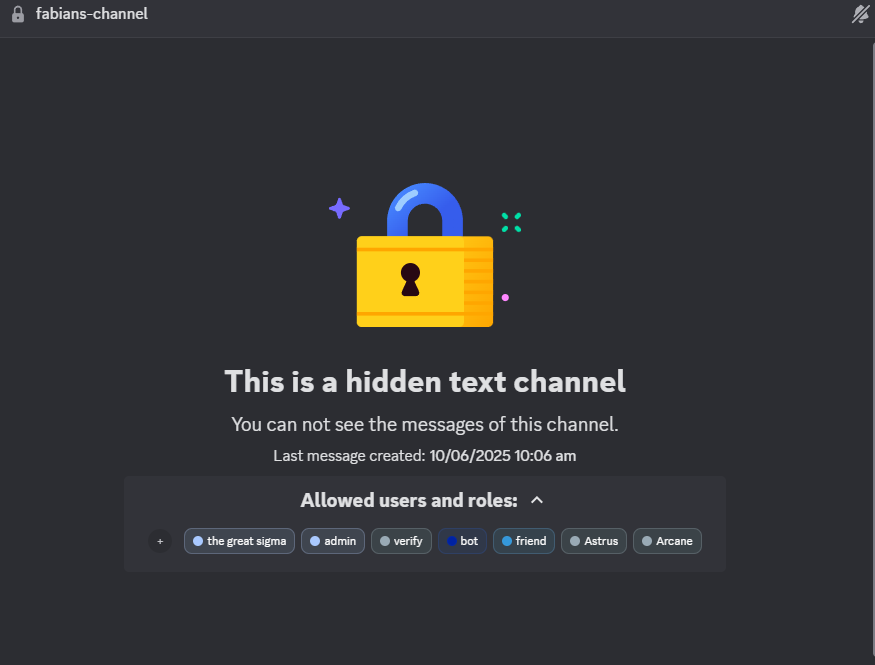 fabians-channel
This is a hidden text channel
You can not see the messages of this channel.
Last message created: 10/06/2025 10:06 am
Allowed users and roles:
+ the great sigma admin verify bot friend Astrus Arcane